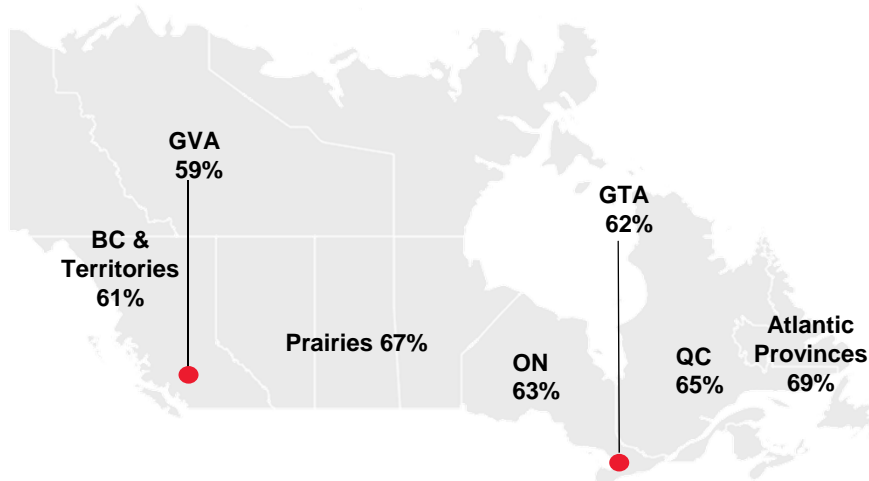 GVA
59%
GTA
62%
BC &
Territories
61%
Prairies 67%
ON
63%
QC
65%
Atlantic
Provinces
69%